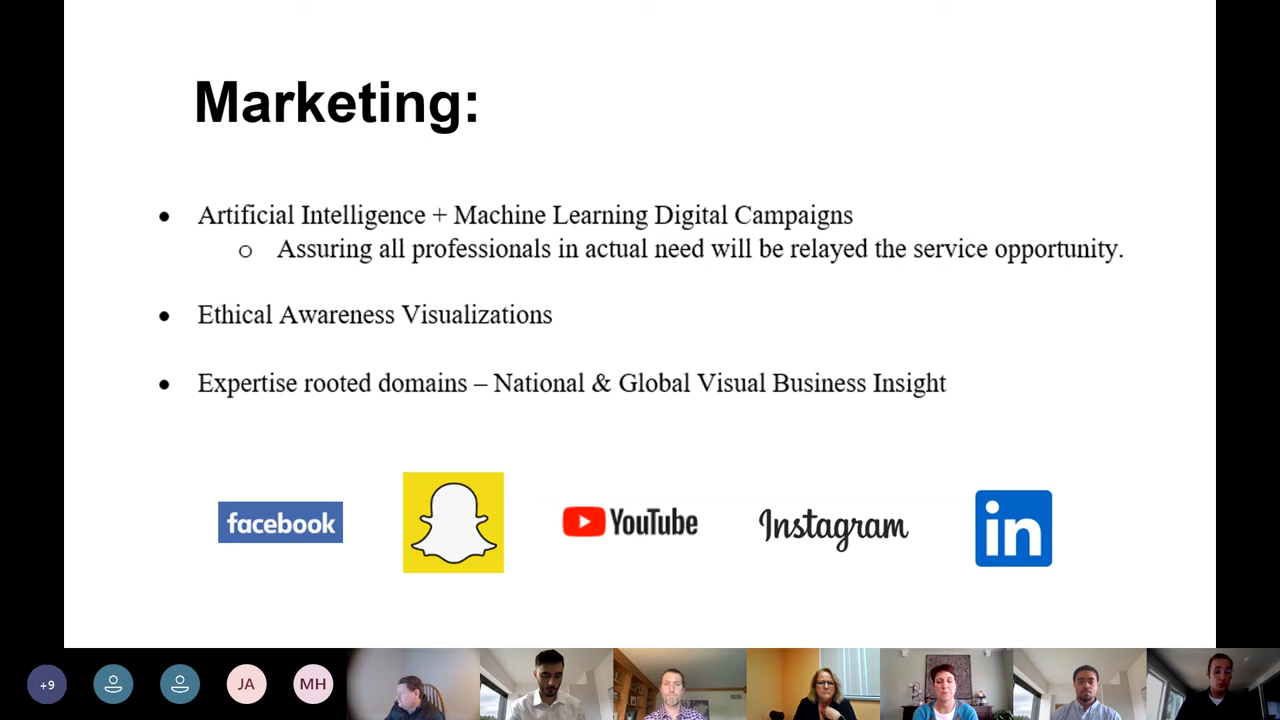 Marketing:
• Artificial Intelligence + Machine Learning Digital Campaigns
o Assuring all professionals in actual need will be relayed the service opportunity.
• Ethical Awareness Visualizations
• Expertise rooted domains – National & Global Visual Business Insight
facebook
YouTube
Instagram
in
+9
JA
MH